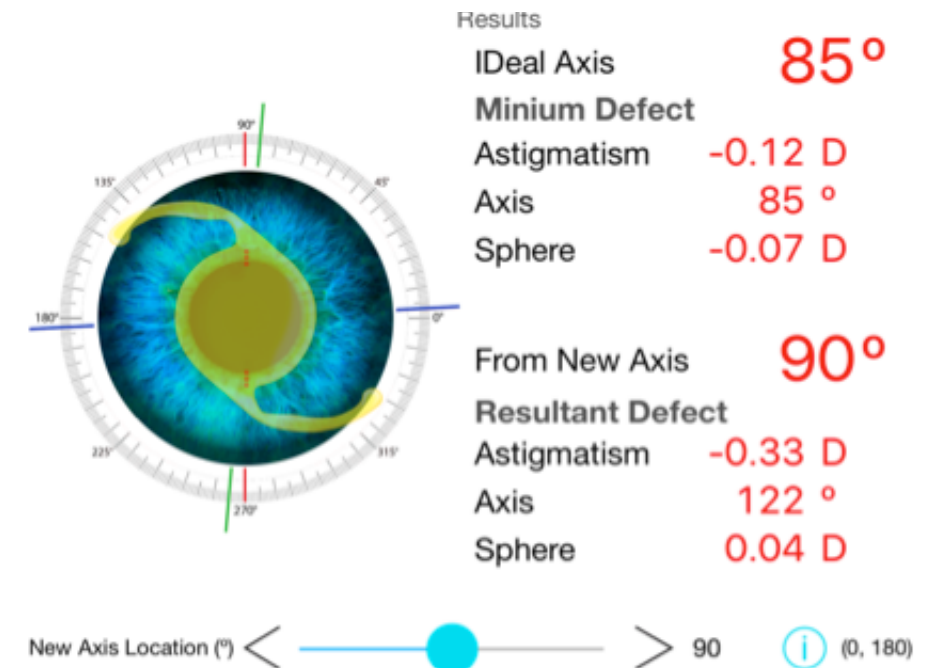 Results
IDeal Axis 85º
Minium Defect
Astigmatism -0.12 D
Axis 85 º
Sphere -0.07 D
90°
135°
45°
180°
0°
225°
315°
270°
From New Axis 90º
Resultant Defect
Astigmatism -0.33 D
Axis 122 º
Sphere 0.04 D
New Axis Location (º) < > 90 i (0, 180)